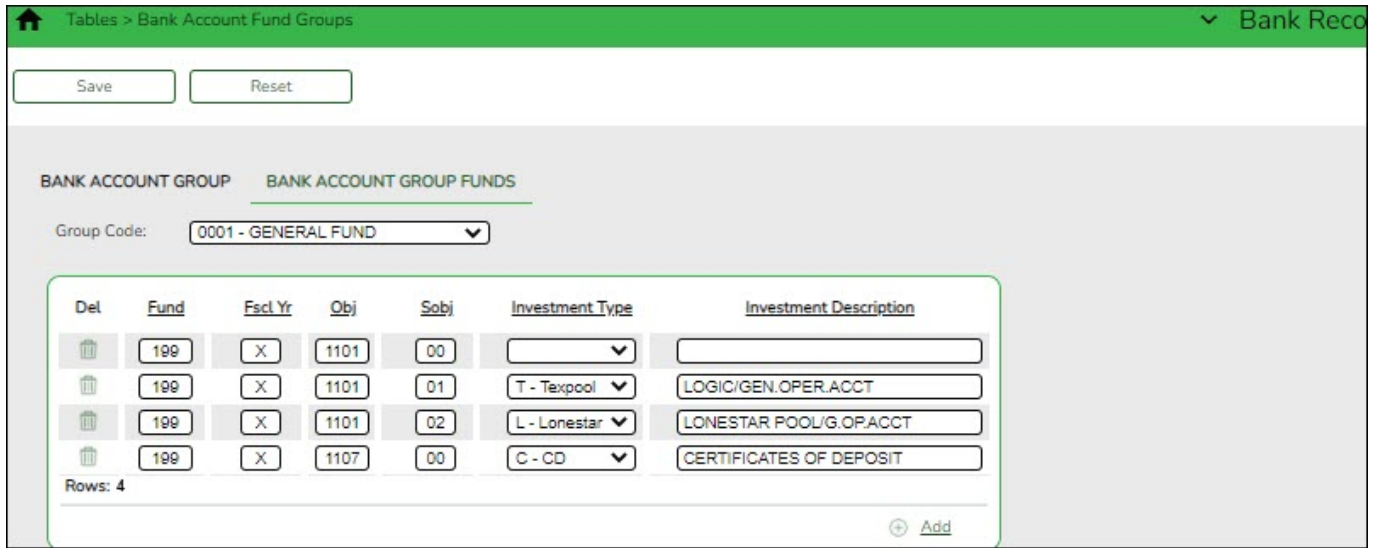 Tables > Bank Account Fund Groups Bank Reco
Save Reset
BANK ACCOUNT GROUP BANK ACCOUNT GROUP FUNDS
Group Code: 0001 - GENERAL FUND
Del Fund Fscl Yr Obj Sobj Investment Type Investment Description
199 X 1101 00
199 X 1101 01 T - Texpool LOGIC/GEN.OPER.ACCT
199 X 1101 02 L - Lonestar LONESTAR POOL/G.OP.ACCT
199 X 1107 00 C - CD CERTIFICATES OF DEPOSIT
Rows: 4
Add